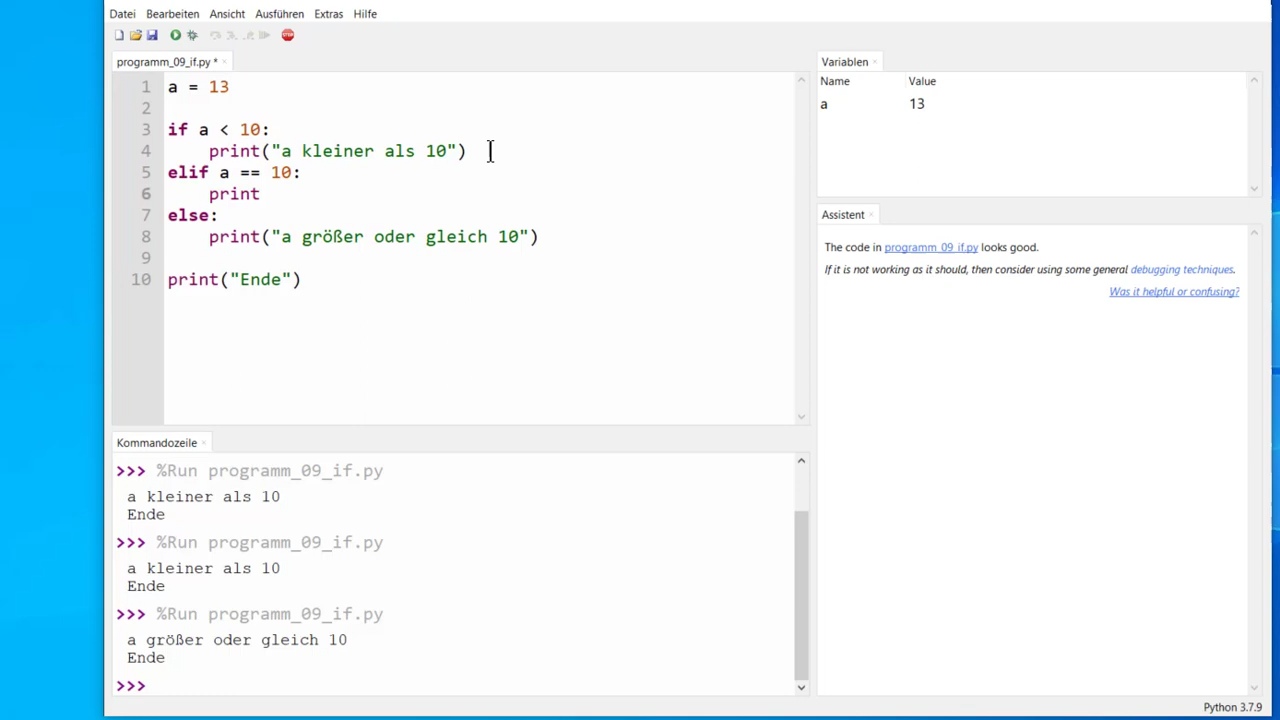 Datei Bearbeiten Ansicht Ausführen Extras Hilfe
STOP
programm_09_if.py * ×
1 a = 13
2
3 if a < 10:
4 print("a kleiner als 10")
5 elif a == 10:
6 print
7 else:
8 print("a größer oder gleich 10")
9
10 print("Ende")
Kommandozeile ×
>>> %Run programm_09_if.py
a kleiner als 10
Ende
>>> %Run programm_09_if.py
a kleiner als 10
Ende
>>> %Run programm_09_if.py
a größer oder gleich 10
Ende
>>>
Variablen ×
Name Value
a 13
Assistent ×
The code in programm_09_if.py looks good.
If it is not working as it should, then consider using some general debugging techniques.
Was it helpful or confusing?
Python 3.7.9